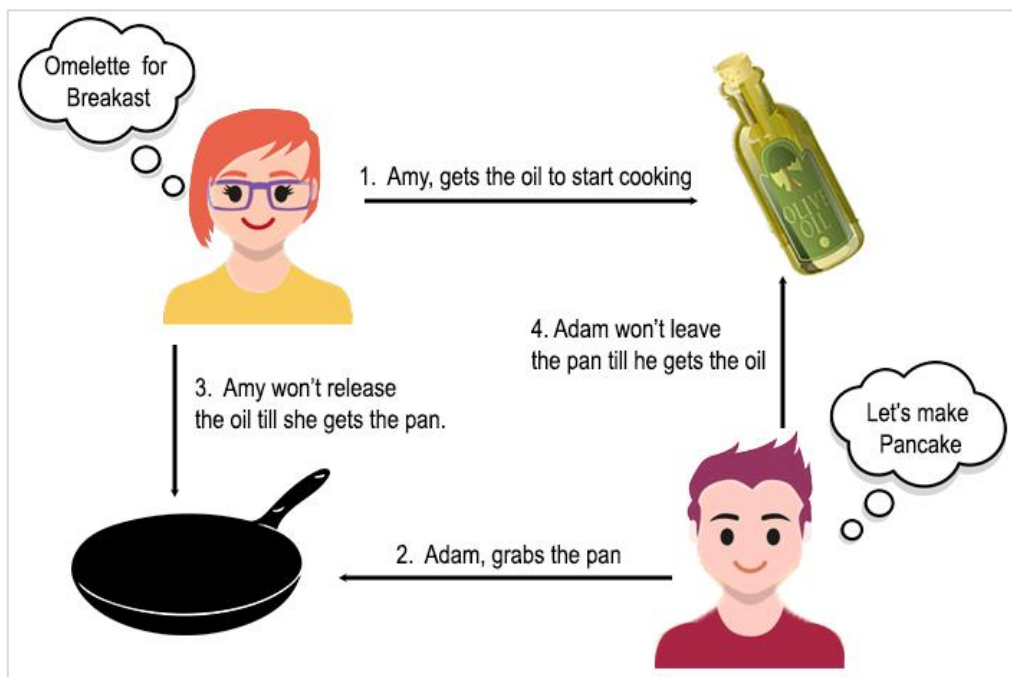 Omelette for
Breakast
1. Amy, gets the oil to start cooking
OLIVE
OIL
4. Adam won't leave
the pan till he gets the oil
3. Amy won't release
the oil till she gets the pan.
Let's make
Pancake
2. Adam, grabs the pan